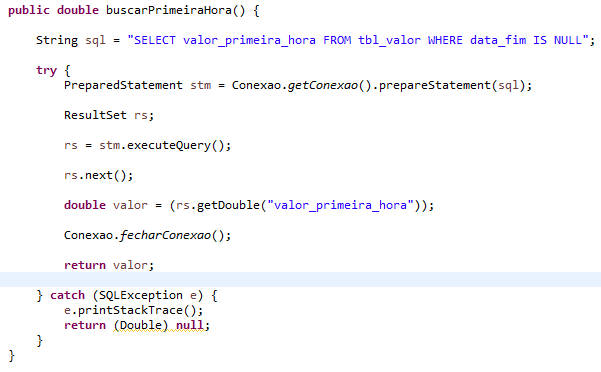 public double buscarPrimeiraHora() {
String sql = "SELECT valor_primeira_hora FROM tbl_valor WHERE data_fim IS NULL";
try {
PreparedStatement stm = Conexao.getConexao().prepareStatement(sql);
ResultSet rs;
rs = stm.executeQuery();
rs.next();
double valor = (rs.getDouble("valor_primeira_hora"));
Conexao.fecharConexao();
return valor;
} catch (SQLException e) {
e.printStackTrace();
return (Double) null;
}
}